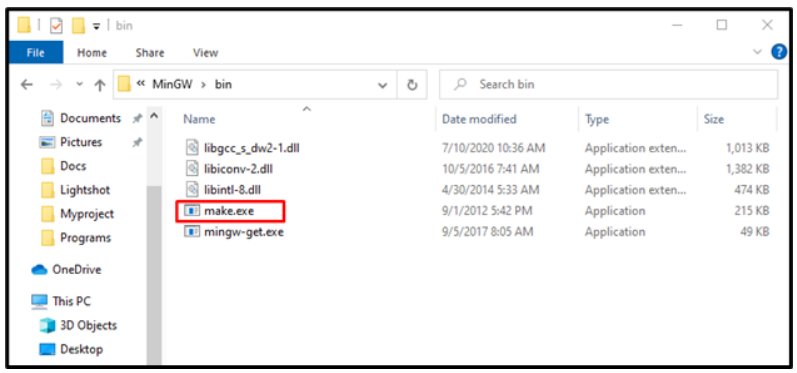 bin
File Home Share View
« MinGW > bin Search bin
Documents
Pictures
Docs
Lightshot
Myproject
Programs
OneDrive
This PC
3D Objects
Desktop
Name Date modified Type Size
libgcc_s_dw2-1.dll 7/10/2020 10:36 AM Application exten... 1,013 KB
libiconv-2.dll 10/5/2016 7:41 AM Application exten... 1,382 KB
libintl-8.dll 4/30/2014 5:33 AM Application exten... 474 KB
make.exe 9/1/2012 5:42 PM Application 215 KB
mingw-get.exe 9/5/2017 8:05 AM Application 49 KB